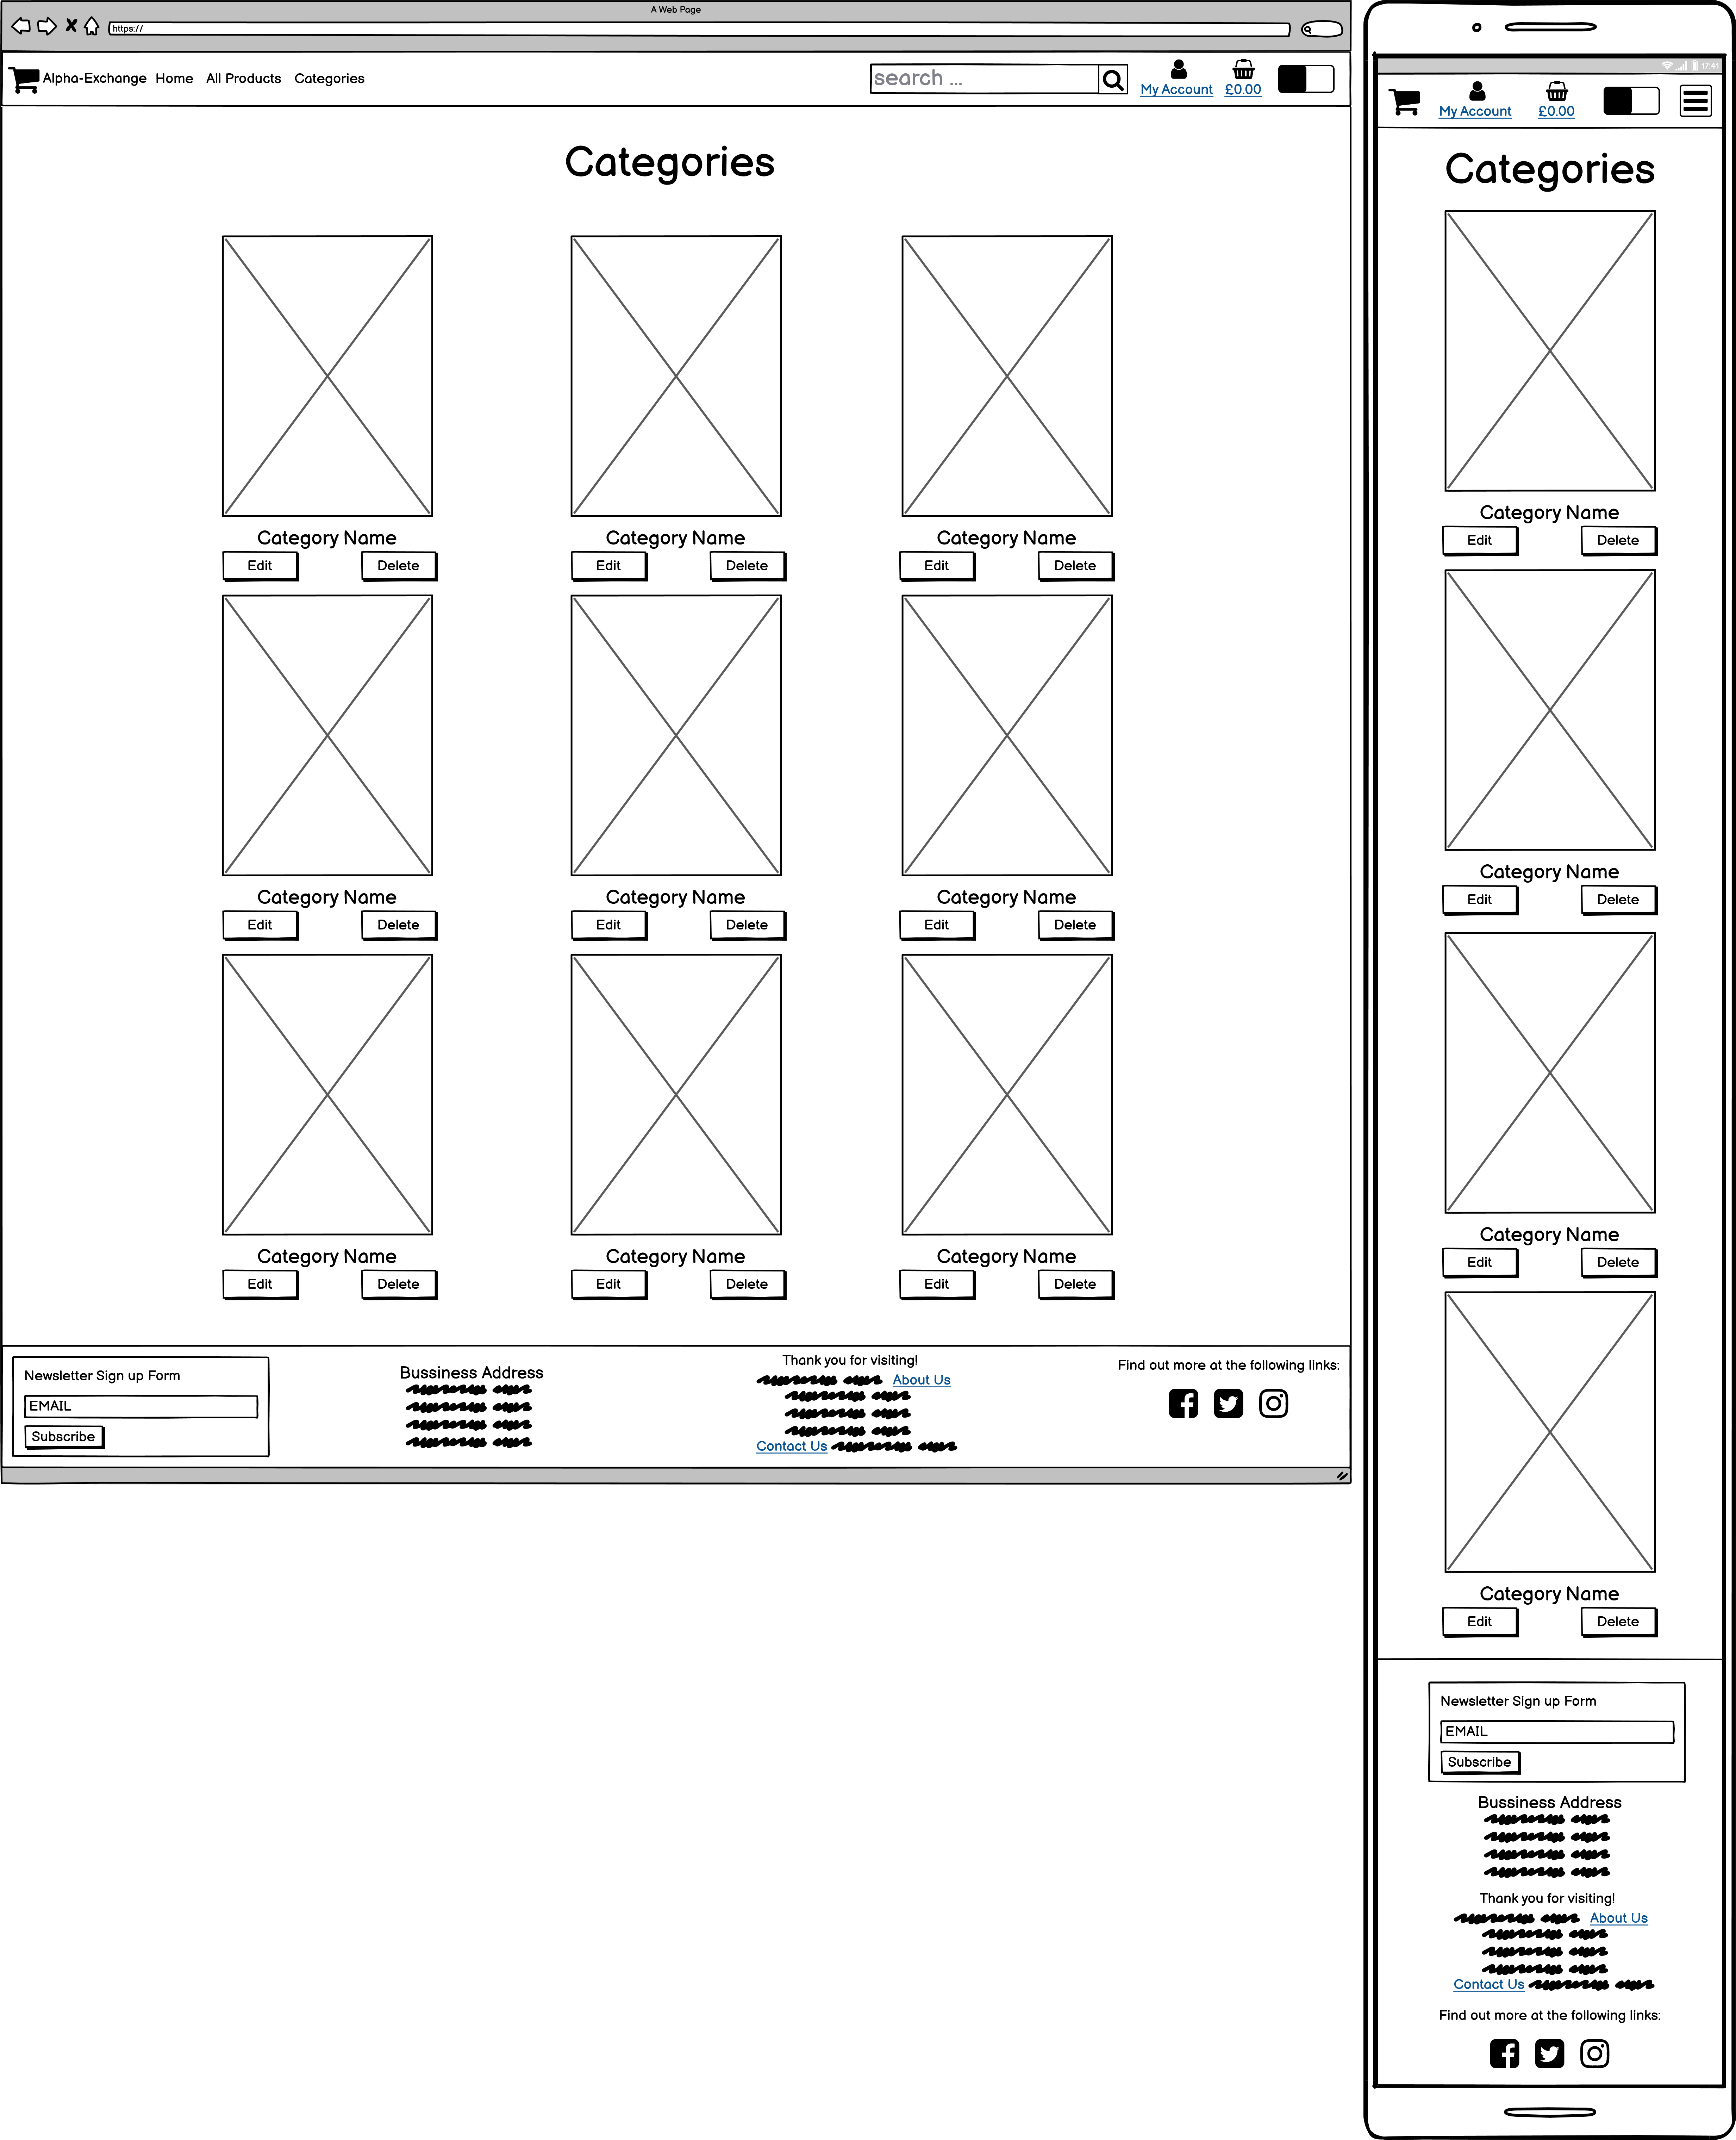 A Web Page
https://
Alpha-Exchange Home All Products Categories search ... My Account £0.00
Categories
Category Name Category Name Category Name
Edit Delete Edit Delete Edit Delete
Category Name Category Name Category Name
Edit Delete Edit Delete Edit Delete
Category Name Category Name Category Name
Edit Delete Edit Delete Edit Delete
Newsletter Sign up Form
EMAIL
Subscribe
Bussiness Address
Thank you for visiting!
About Us
Contact Us
Find out more at the following links:
17:41
My Account £0.00
Categories
Category Name
Edit Delete
Category Name
Edit Delete
Category Name
Edit Delete
Category Name
Edit Delete
Newsletter Sign up Form
EMAIL
Subscribe
Bussiness Address
Thank you for visiting!
About Us
Contact Us
Find out more at the following links: